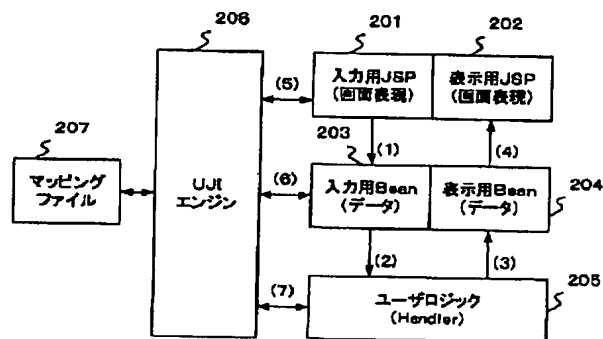 206
201
202
入力用JSP
(画面表現)
表示用JSP
(画面表現)
(5)
207
203
(1)
(4)
マッピング
ファイル
UJI
エンジン
(6)
入力用Bean
(データ)
表示用Bean
(データ)
204
(2)
(3)
205
(7)
ユーザロジック
(Handler)